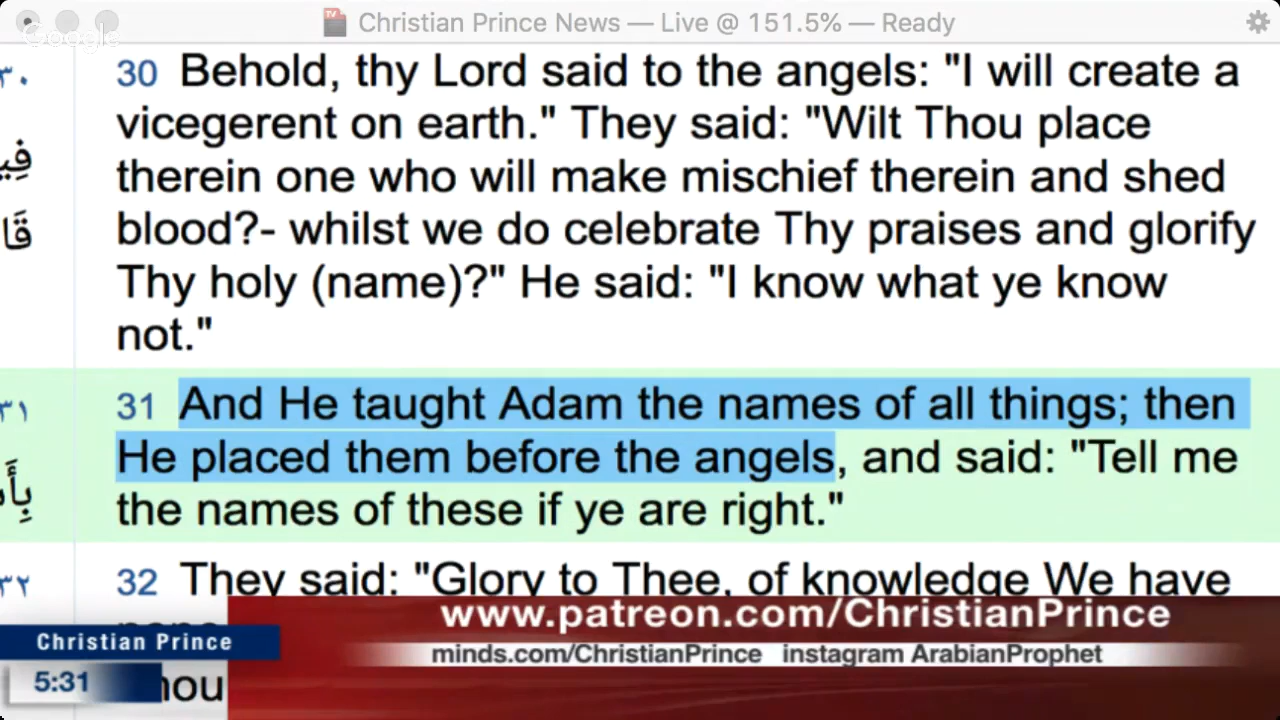 Christian Prince News — Live @ 151.5% — Ready
Google
٣٠
30 Behold, thy Lord said to the angels: "I will create a
vicegerent on earth." They said: "Wilt Thou place
therein one who will make mischief therein and shed
blood?- whilst we do celebrate Thy praises and glorify
Thy holy (name)?" He said: "I know what ye know
not."
٣١
31 And He taught Adam the names of all things; then
He placed them before the angels, and said: "Tell me
the names of these if ye are right."
٣٢
32 They said: "Glory to Thee, of knowledge We have
www.patreon.com/ChristianPrince
Christian Prince
minds.com/ChristianPrince instagram ArabianProphet
5:31